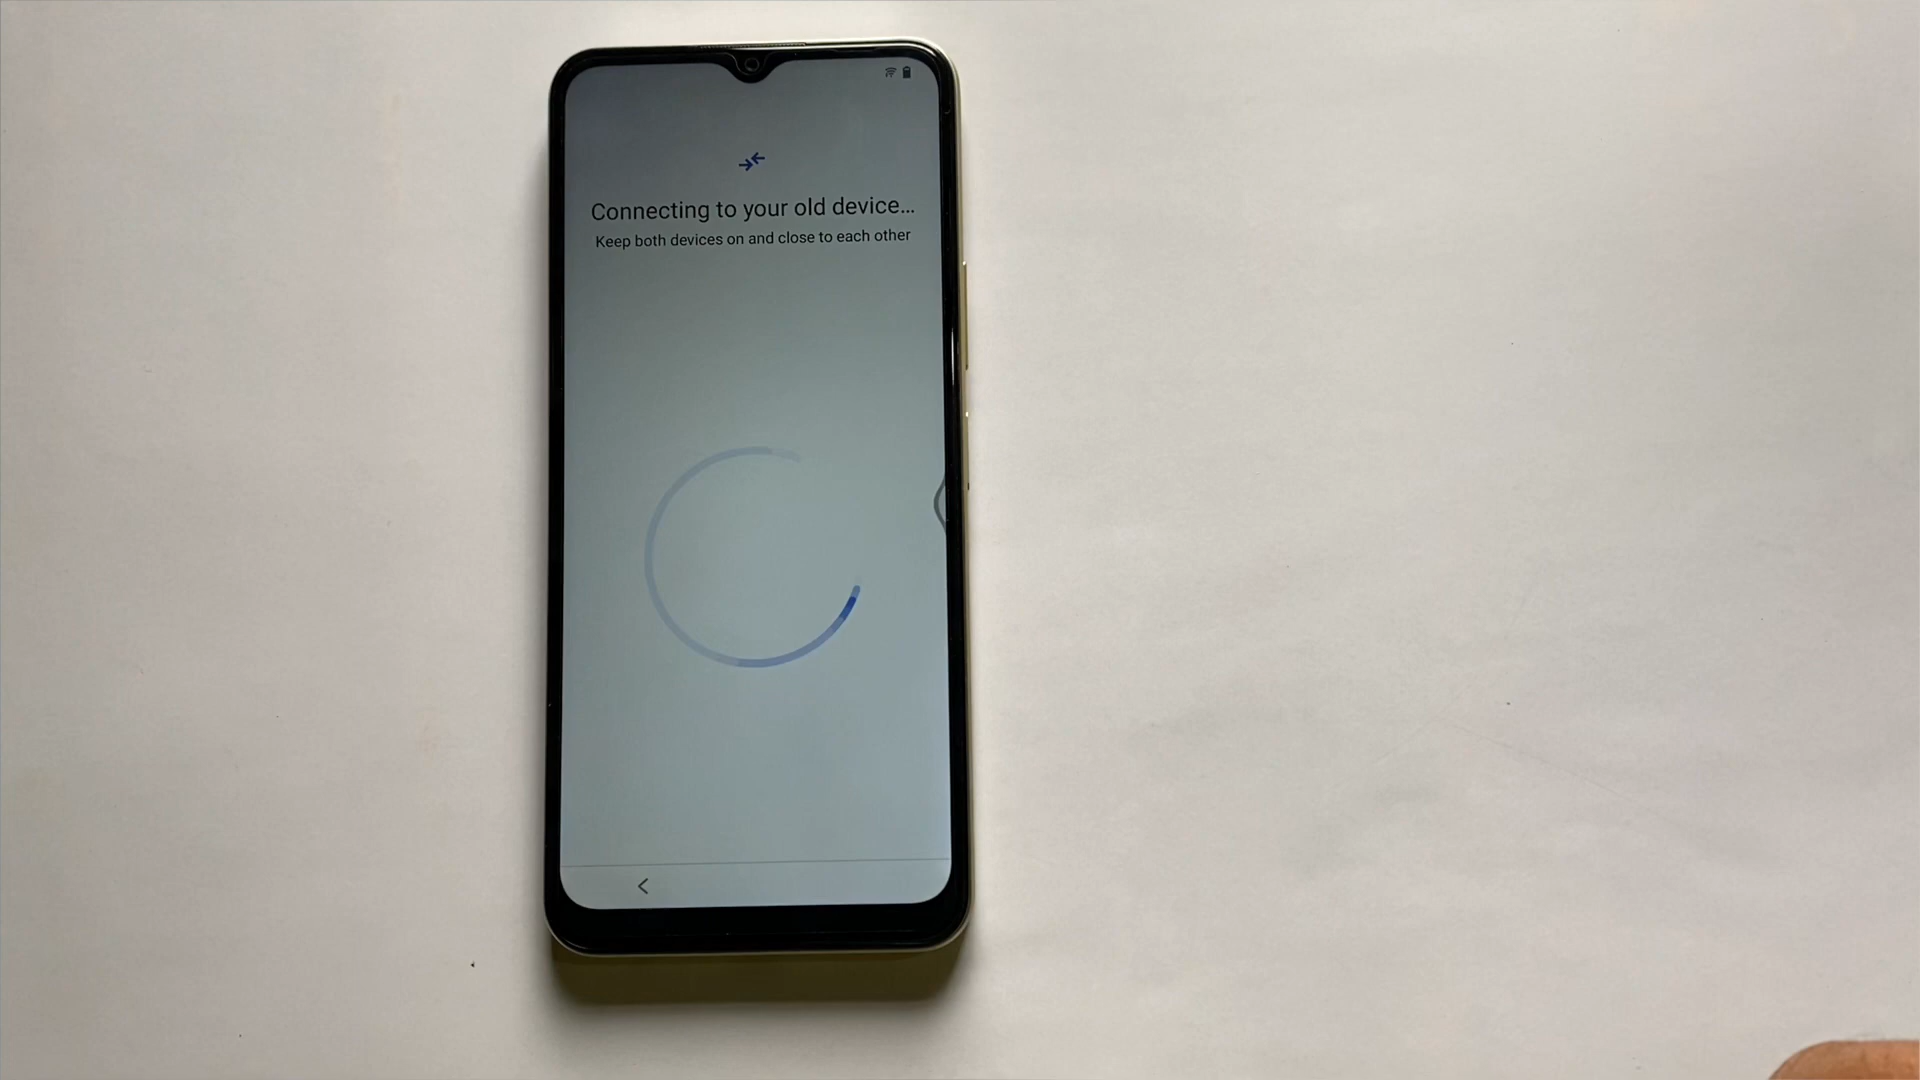 Connecting to your old device…
Keep both devices on and close to each other